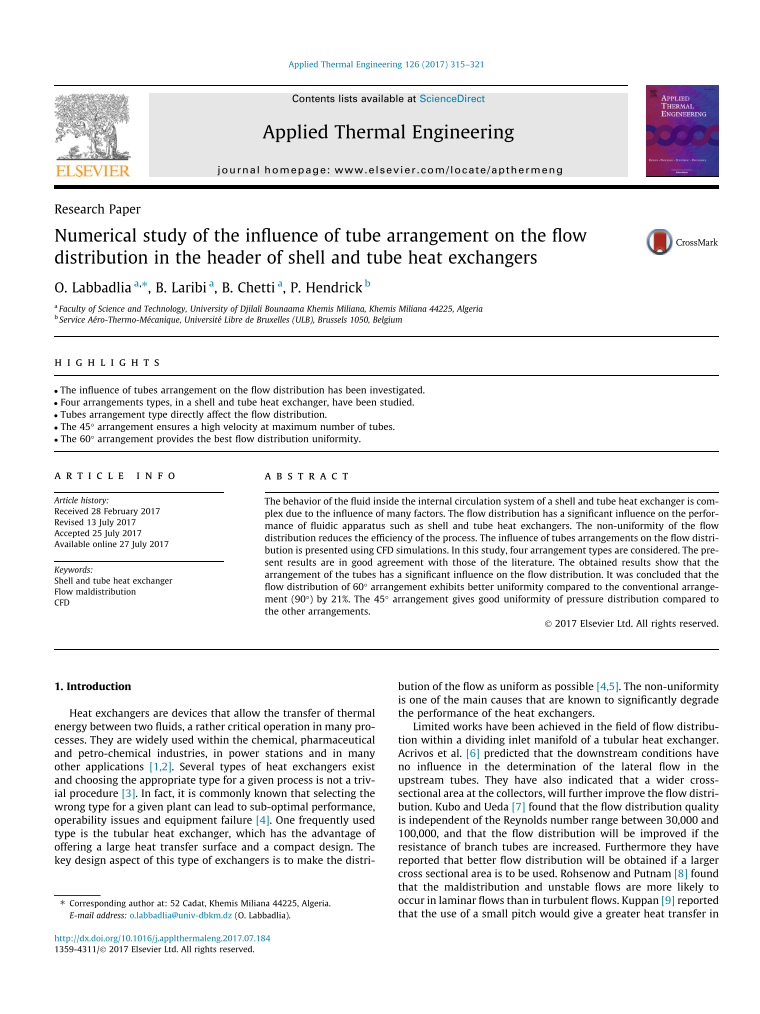 Applied Thermal Engineering 126 (2017) 315–321
Contents lists available at ScienceDirect
Applied Thermal Engineering
journal homepage: www.elsevier.com/locate/apthermeng
ELSEVIER
APPLIED
THERMAL
ENGINEERING
Research Paper
Numerical study of the influence of tube arrangement on the flow
distribution in the header of shell and tube heat exchangers
CrossMark
O. Labbadlia a,⁎, B. Laribi a, B. Chetti a, P. Hendrick b
a Faculty of Science and Technology, University of Djilali Bounaama Khemis Miliana, Khemis Miliana 44225, Algeria
b Service Aéro-Thermo-Mécanique, Université Libre de Bruxelles (ULB), Brussels 1050, Belgium
HIGHLIGHTS
• The influence of tubes arrangement on the flow distribution has been investigated.
• Four arrangements types, in a shell and tube heat exchanger, have been studied.
• Tubes arrangement type directly affect the flow distribution.
• The 45° arrangement ensures a high velocity at maximum number of tubes.
• The 60° arrangement provides the best flow distribution uniformity.
ARTICLE INFO
Article history:
Received 28 February 2017
Revised 13 July 2017
Accepted 25 July 2017
Available online 27 July 2017
Keywords:
Shell and tube heat exchanger
Flow maldistribution
CFD
ABSTRACT
The behavior of the fluid inside the internal circulation system of a shell and tube heat exchanger is com-
plex due to the influence of many factors. The flow distribution has a significant influence on the perfor-
mance of fluidic apparatus such as shell and tube heat exchangers. The non-uniformity of the flow
distribution reduces the efficiency of the process. The influence of tubes arrangements on the flow distri-
bution is presented using CFD simulations. In this study, four arrangement types are considered. The pre-
sent results are in good agreement with those of the literature. The obtained results show that the
arrangement of the tubes has a significant influence on the flow distribution. It was concluded that the
flow distribution of 60° arrangement exhibits better uniformity compared to the conventional arrange-
ment (90°) by 21%. The 45° arrangement gives good uniformity of pressure distribution compared to
the other arrangements.
© 2017 Elsevier Ltd. All rights reserved.
1. Introduction
Heat exchangers are devices that allow the transfer of thermal
energy between two fluids, a rather critical operation in many pro-
cesses. They are widely used within the chemical, pharmaceutical
and petro-chemical industries, in power stations and in many
other applications [1,2]. Several types of heat exchangers exist
and choosing the appropriate type for a given process is not a triv-
ial procedure [3]. In fact, it is commonly known that selecting the
wrong type for a given plant can lead to sub-optimal performance,
operability issues and equipment failure [4]. One frequently used
type is the tubular heat exchanger, which has the advantage of
offering a large heat transfer surface and a compact design. The
key design aspect of this type of exchangers is to make the distri-
bution of the flow as uniform as possible [4,5]. The non-uniformity
is one of the main causes that are known to significantly degrade
the performance of the heat exchangers.
Limited works have been achieved in the field of flow distribu-
tion within a dividing inlet manifold of a tubular heat exchanger.
Acrivos et al. [6] predicted that the downstream conditions have
no influence in the determination of the lateral flow in the
upstream tubes. They have also indicated that a wider cross-
sectional area at the collectors, will further improve the flow distri-
bution. Kubo and Ueda [7] found that the flow distribution quality
is independent of the Reynolds number range between 30,000 and
100,000, and that the flow distribution will be improved if the
resistance of branch tubes are increased. Furthermore they have
reported that better flow distribution will be obtained if a larger
cross sectional area is to be used. Rohsenow and Putnam [8] found
that the maldistribution and unstable flows are more likely to
occur in laminar flows than in turbulent flows. Kuppan [9] reported
that the use of a small pitch would give a greater heat transfer in
⁎ Corresponding author at: 52 Cadat, Khemis Miliana 44225, Algeria.
E-mail address: o.labbadlia@univ-dbkm.dz (O. Labbadlia).
http://dx.doi.org/10.1016/j.applthermaleng.2017.07.184
1359-4311/© 2017 Elsevier Ltd. All rights reserved.